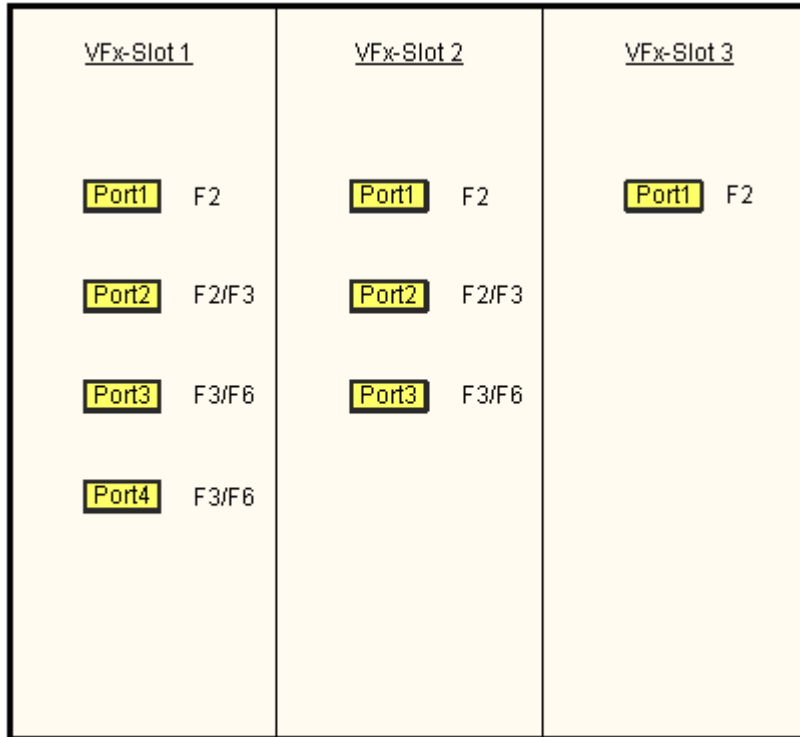 VFx-Slot 1
Port1 F2
Port2 F2/F3
Port3 F3/F6
Port4 F3/F6
VFx-Slot 2
Port1 F2
Port2 F2/F3
Port3 F3/F6
VFx-Slot 3
Port1 F2